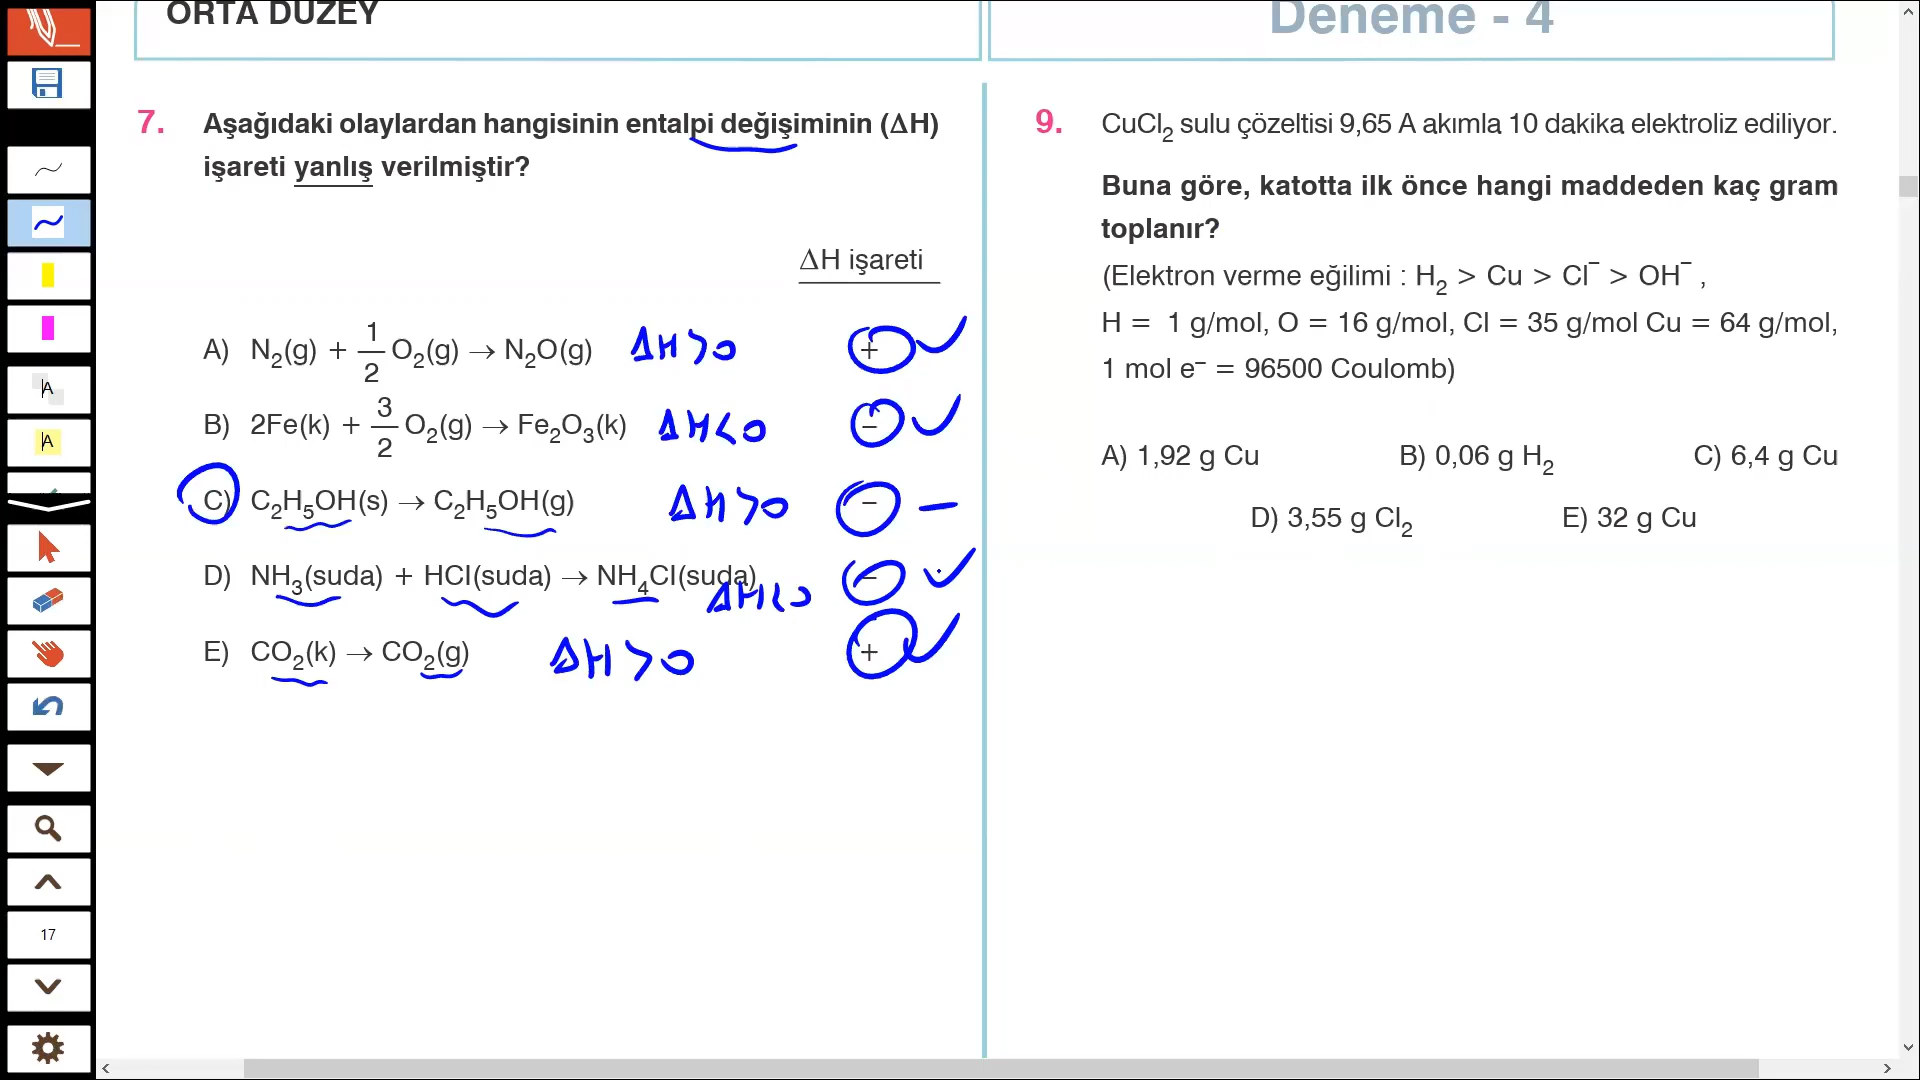 ORTA DÜZEY
Deneme - 4
7. Aşağıdaki olaylardan hangisinin entalpi değişiminin (ΔH)
işareti yanlış verilmiştir?
ΔH işareti
A) N₂(g) + 1/2 O₂(g) → N₂O(g) ΔH > 0 + ✓
B) 2Fe(k) + 3/2 O₂(g) → Fe₂O₃(k) ΔH < 0 – ✓
C) C₂H₅OH(s) → C₂H₅OH(g) ΔH > 0 – –
D) NH₃(suda) + HCl(suda) → NH₄Cl(suda) ΔH < 0 – ✓
E) CO₂(k) → CO₂(g) ΔH > 0 + ✓
9. CuCl₂ sulu çözeltisi 9,65 A akımla 10 dakika elektroliz ediliyor.
Buna göre, katotta ilk önce hangi maddeden kaç gram
toplanır?
(Elektron verme eğilimi : H₂ > Cu > Cl⁻ > OH⁻ ,
H = 1 g/mol, O = 16 g/mol, Cl = 35 g/mol Cu = 64 g/mol,
1 mol e⁻ = 96500 Coulomb)
A) 1,92 g Cu B) 0,06 g H₂ C) 6,4 g Cu
D) 3,55 g Cl₂ E) 32 g Cu
A
A
17